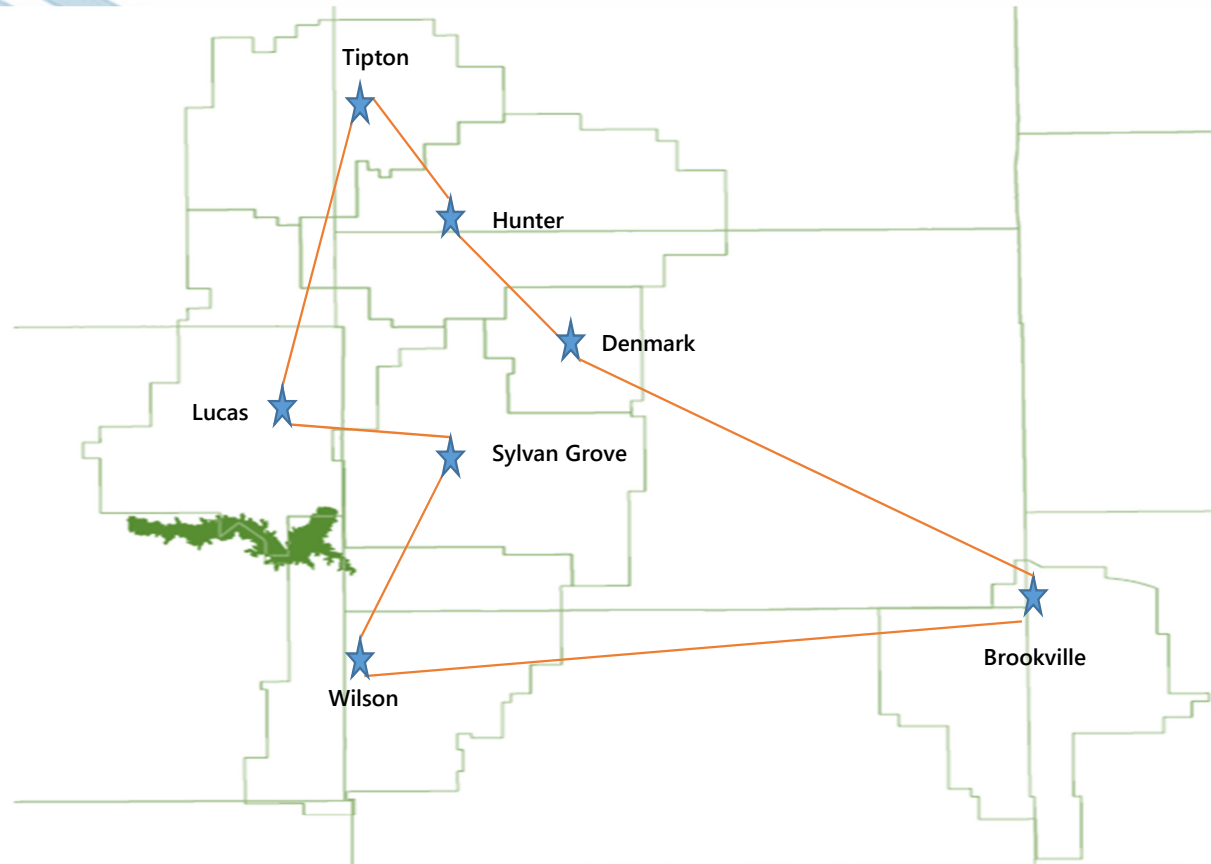 Tipton
Hunter
Denmark
Lucas
Sylvan Grove
Brookville
Wilson